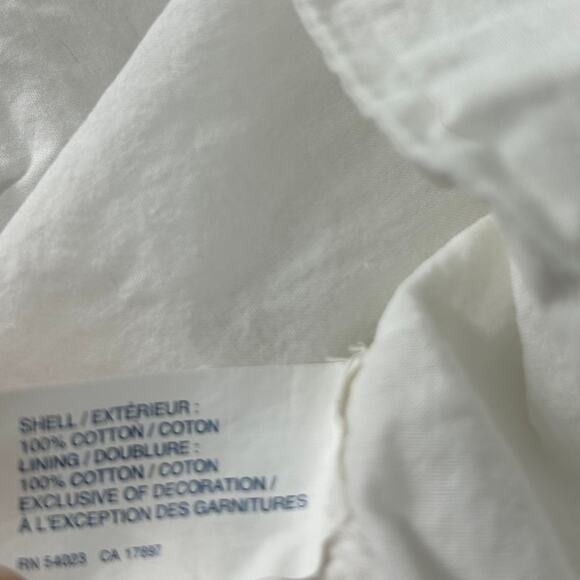 SHELL / EXTÉRIEUR :
100% COTTON / COTON
LINING / DOUBLURE :
100% COTTON / COTON
EXCLUSIVE OF DECORATION /
À L'EXCEPTION DES GARNITURES
RN 54023 CA 17897